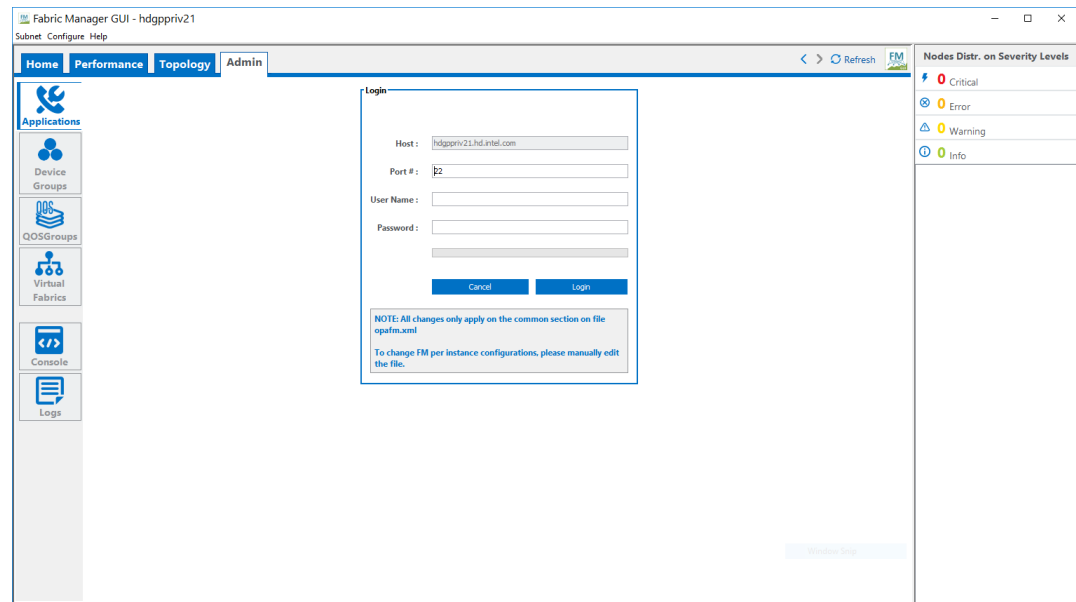 Fabric Manager GUI - hdgppriv21
Subnet Configure Help
Home Performance Topology Admin
Refresh
FM
Applications
Device
Groups
QOS
QOSGroups
Virtual
Fabrics
Console
Logs
Login
Host :
hdgppriv21.hd.intel.com
Port # :
22
User Name :
Password :
Cancel Login
NOTE: All changes only apply on the common section on file
opafm.xml
To change FM per instance configurations, please manually edit
the file.
Nodes Distr. on Severity Levels
0 Critical
0 Error
0 Warning
0 Info